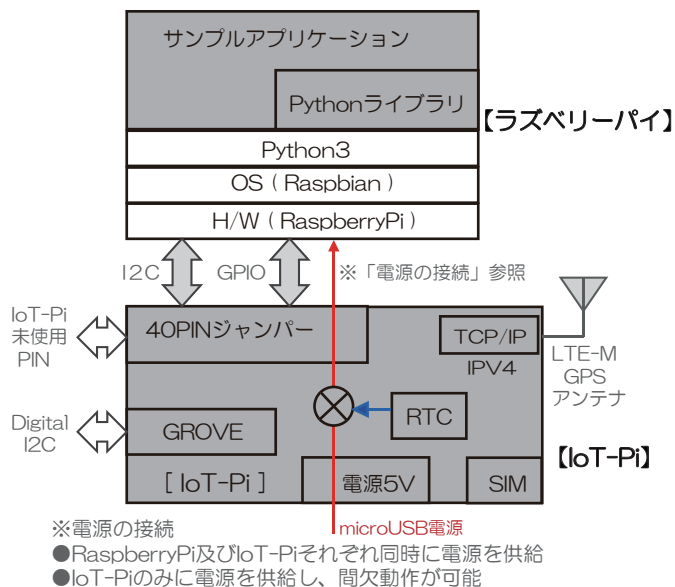 サンプルアプリケーション
Pythonライブラリ
【ラズベリーパイ】
Python3
OS（Raspbian）
H/W（RaspberryPi）
I2C
GPIO
※「電源の接続」参照
IoT-Pi
未使用
PIN
40PINジャンパー
TCP/IP
IPV4
LTE-M
GPS
アンテナ
RTC
Digital
I2C
GROVE
【IoT-Pi】
[ IoT-Pi ]
電源5V
SIM
microUSB電源
※電源の接続
●RaspberryPi及びIoT-Piそれぞれ同時に電源を供給
●IoT-Piのみに電源を供給し、間欠動作が可能